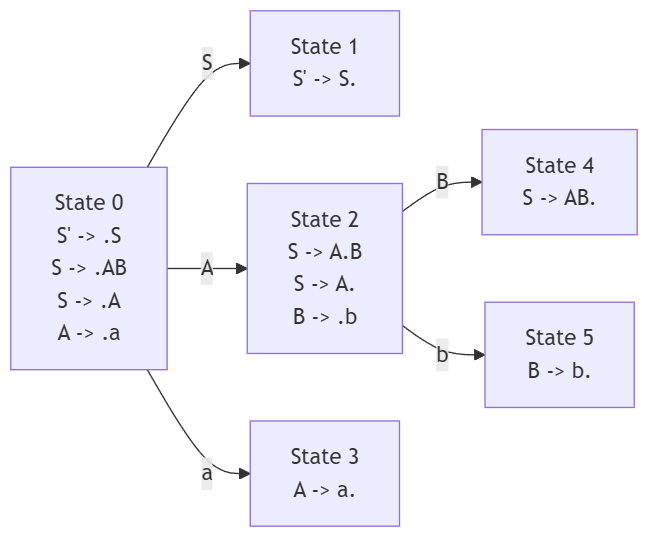 State 0
S' -> .S
S -> .AB
S -> .A
A -> .a
S
A
a
State 1
S' -> S.
State 2
S -> A.B
S -> A.
B -> .b
State 3
A -> a.
B
b
State 4
S -> AB.
State 5
B -> b.